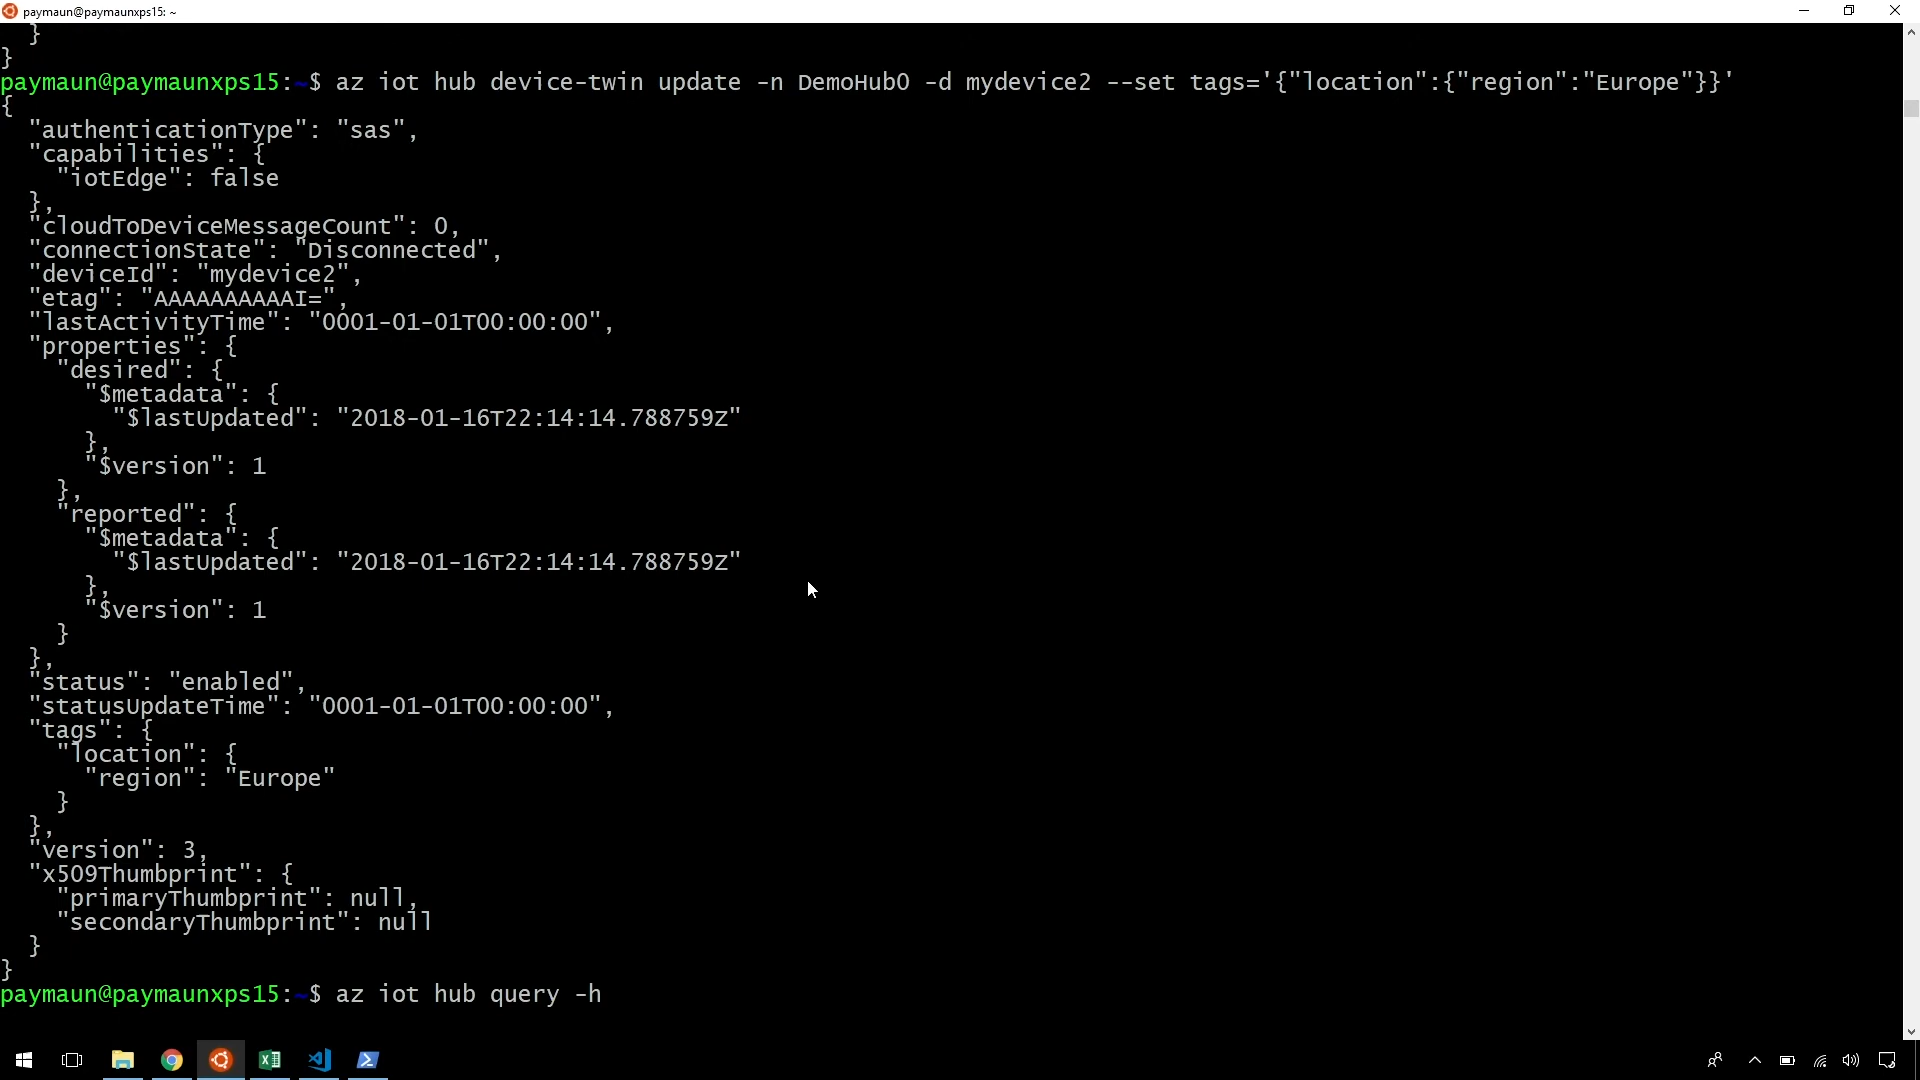 paymaun@paymaunxps15: ~
}
}
paymaun@paymaunxps15:~$ az iot hub device-twin update -n DemoHub0 -d mydevice2 --set tags='{"location":{"region":"Europe"}}'
{
"authenticationType": "sas",
"capabilities": {
"iotEdge": false
},
"cloudToDeviceMessageCount": 0,
"connectionState": "Disconnected",
"deviceId": "mydevice2",
"etag": "AAAAAAAAAAI=",
"lastActivityTime": "0001-01-01T00:00:00",
"properties": {
"desired": {
"$metadata": {
"$lastUpdated": "2018-01-16T22:14:14.788759Z"
},
"$version": 1
},
"reported": {
"$metadata": {
"$lastUpdated": "2018-01-16T22:14:14.788759Z"
},
"$version": 1
}
},
"status": "enabled",
"statusUpdateTime": "0001-01-01T00:00:00",
"tags": {
"location": {
"region": "Europe"
}
},
"version": 3,
"x509Thumbprint": {
"primaryThumbprint": null,
"secondaryThumbprint": null
}
}
paymaun@paymaunxps15:~$ az iot hub query -h